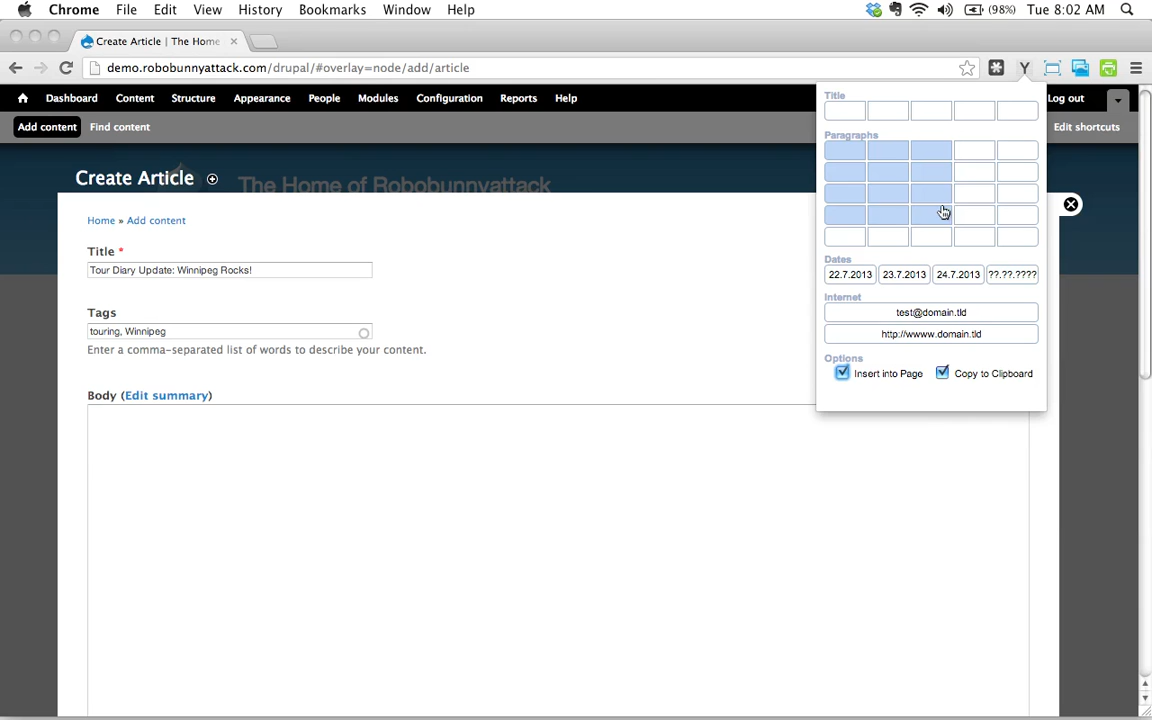 Chrome File Edit View History Bookmarks Window Help (98%) Tue 8:02 AM
Create Article | The Home
demo.robobunnyattack.com/drupal/#overlay=node/add/article
Dashboard Content Structure Appearance People Modules Configuration Reports Help Log out
Add content Find content Edit shortcuts
Create Article
The Home of Robobunnyattack
Home » Add content
Title *
Tour Diary Update: Winnipeg Rocks!
Tags
touring, Winnipeg
Enter a comma-separated list of words to describe your content.
Body (Edit summary)
Title
Paragraphs
Dates
22.7.2013 23.7.2013 24.7.2013 ??.??.????
Internet
test@domain.tld
http://wwww.domain.tld
Options
Insert into Page Copy to Clipboard